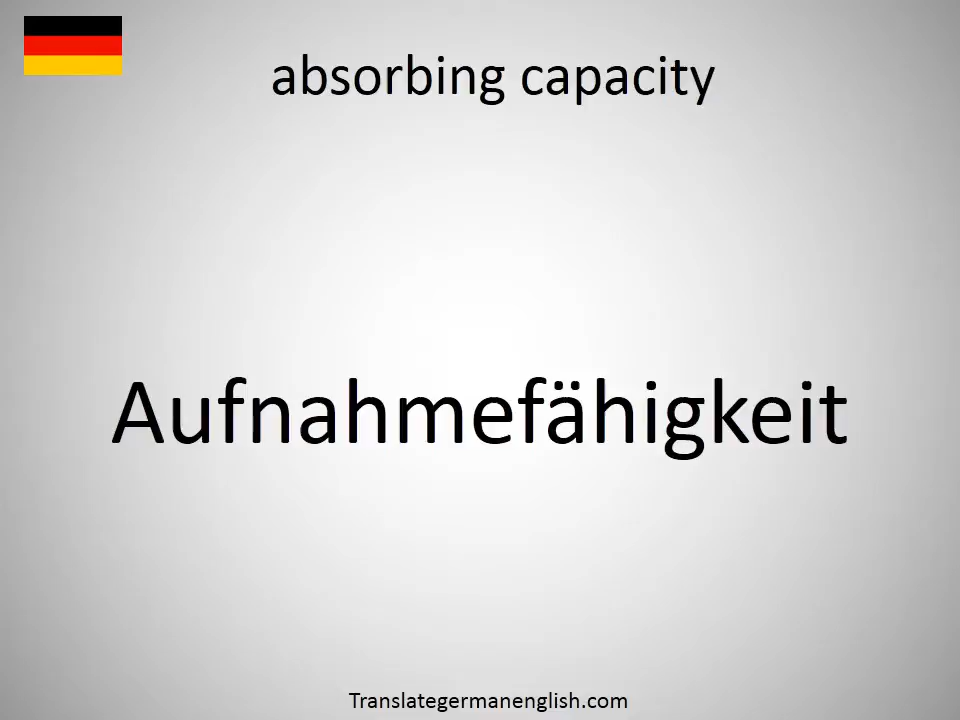 absorbing capacity
Aufnahmefähigkeit
Translategermanenglish.com